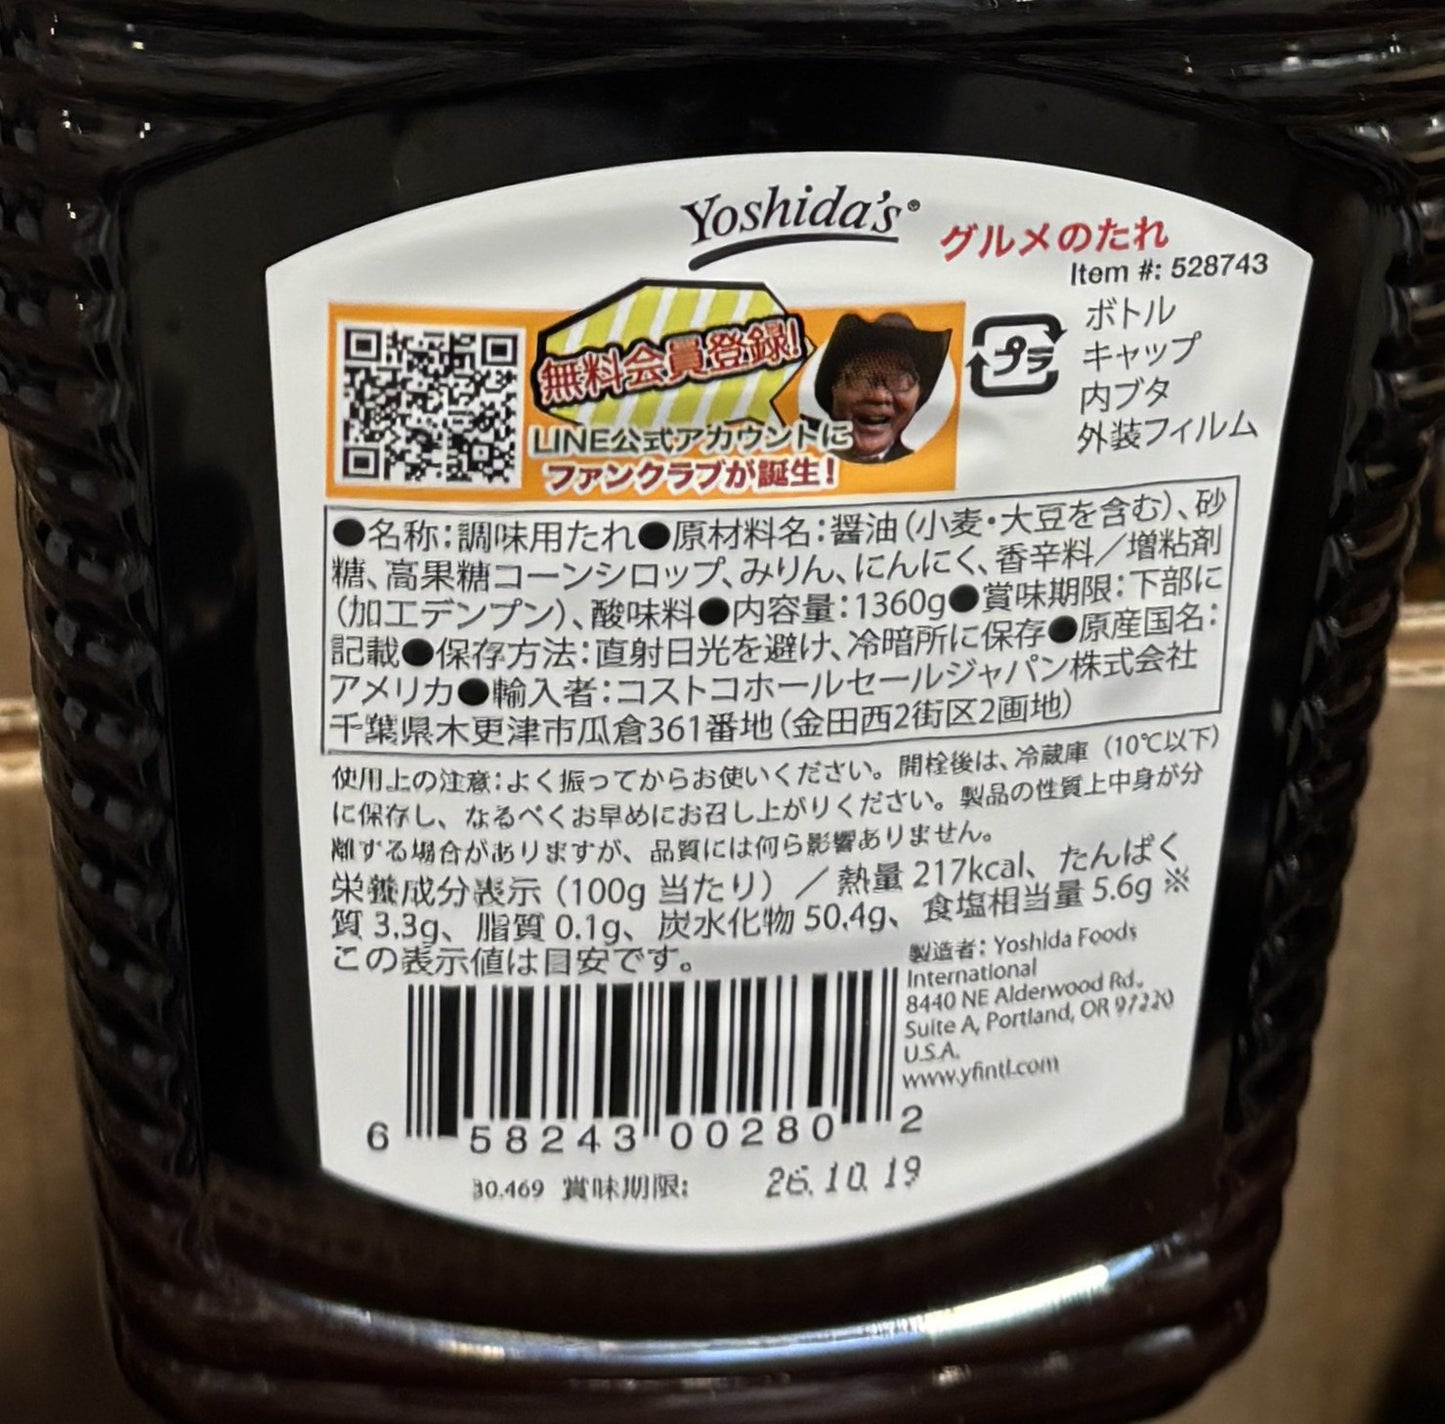 Yoshida's®
グルメのたれ
Item #: 528743
無料会員登録!
LINE公式アカウントに
ファンクラブが誕生!
プラ
ボトル
キャップ
内ブタ
外装フィルム
●名称:調味用たれ●原材料名:醤油(小麦・大豆を含む)、砂
糖、高果糖コーンシロップ、みりん、にんにく、香辛料/増粘剤
(加工デンプン)、酸味料●内容量:1360g●賞味期限:下部に
記載●保存方法:直射日光を避け、冷暗所に保存●原産国名:
アメリカ●輸入者:コストコホールセールジャパン株式会社
千葉県木更津市瓜倉361番地(金田西2街区2画地)
使用上の注意:よく振ってからお使いください。開栓後は、冷蔵庫(10℃以下)
に保存し、なるべくお早めにお召し上がりください。製品の性質上中身が分
離する場合がありますが、品質には何ら影響ありません。
栄養成分表示(100g 当たり)/熱量 217kcal、たんぱく
質 3.3g、脂質 0.1g、炭水化物 50.4g、食塩相当量 5.6g ※
この表示値は目安です。
製造者: Yoshida Foods
International
8440 NE Alderwood Rd.
Suite A, Portland, OR 97220
U.S.A.
www.yfintl.com
6 58243 00280 2
30.469 賞味期限: 26.10.19